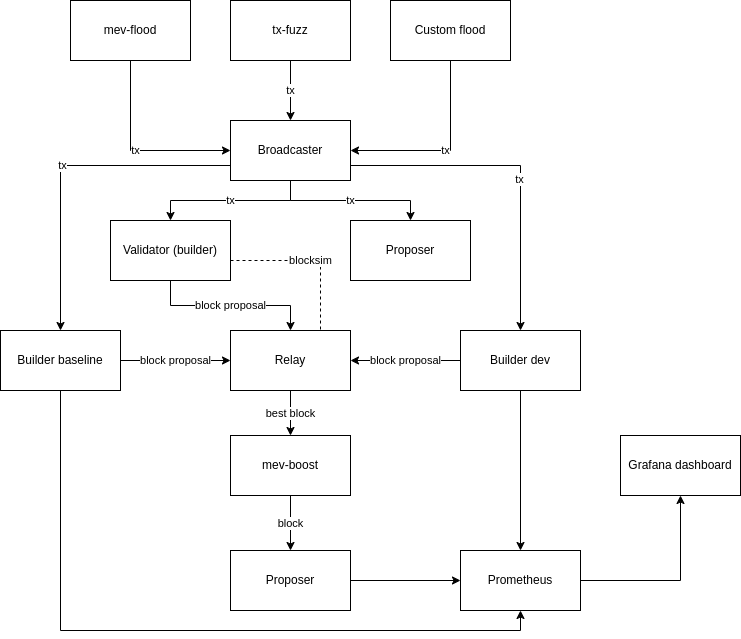 mev-flood
tx-fuzz
Custom flood
tx
tx
tx
Broadcaster
tx
tx
tx
tx
Validator (builder)
Proposer
blocksim
block proposal
Builder baseline
block proposal
Relay
block proposal
Builder dev
best block
mev-boost
Grafana dashboard
block
Proposer
Prometheus